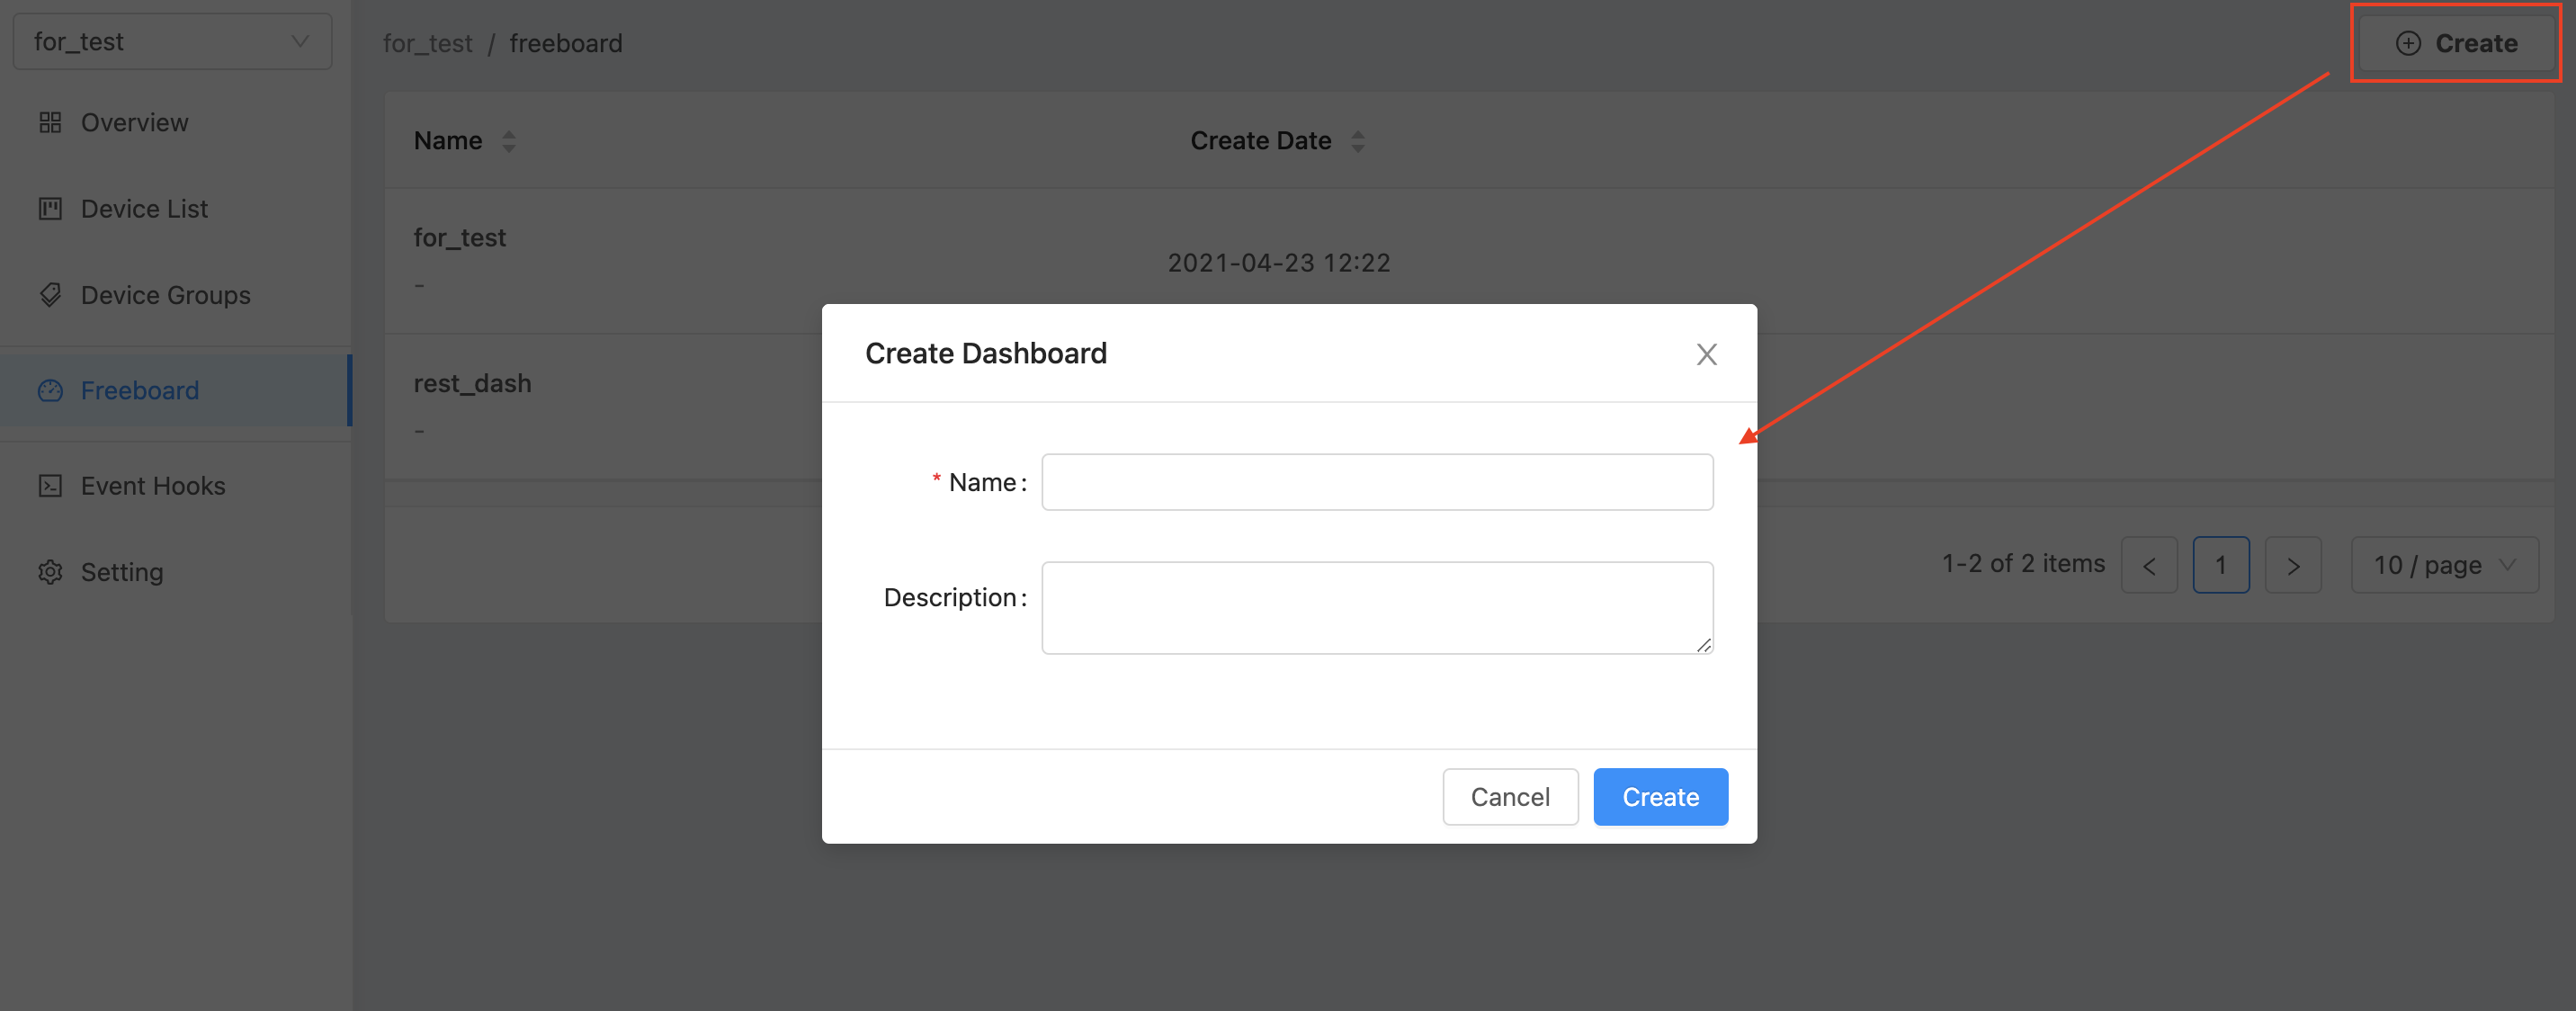 for_test
Overview
Device List
Device Groups
Freeboard
Event Hooks
Setting
for_test / freeboard
Create
Name
Create Date
for_test
-
2021-04-23 12:22
rest_dash
-
1-2 of 2 items
<
1
>
10 / page
Create Dashboard
* Name:
Description:
Cancel
Create